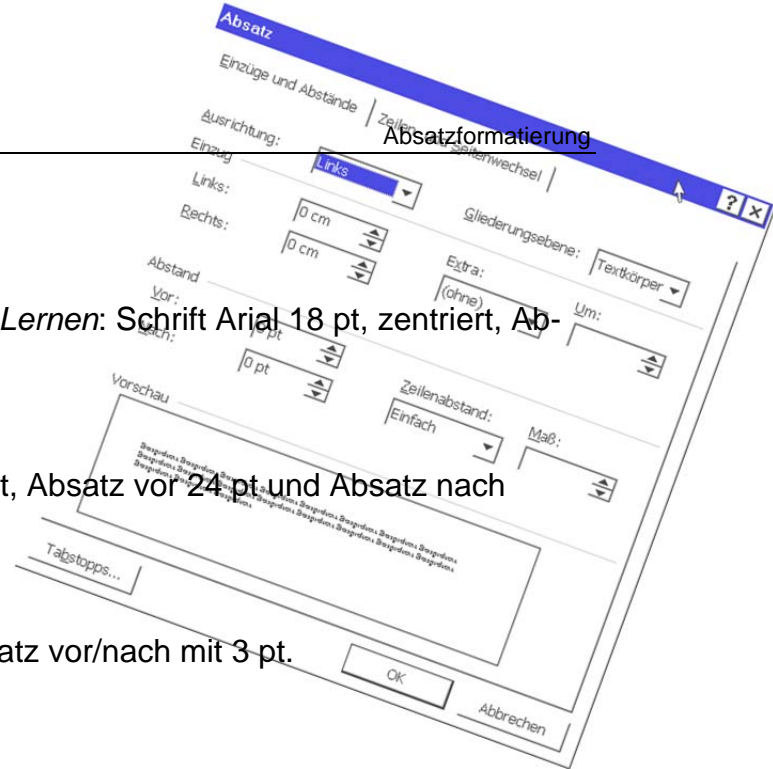 Absatz
Einzüge und Abstände
Zeilen- und Seitenwechsel
Absatzformatierung
Ausrichtung:
Links
Gliederungsebene:
Textkörper
Einzug
Links:
0 cm
Rechts:
0 cm
Extra:
(ohne)
Um:
Lernen: Schrift Arial 18 pt, zentriert, Ab-
Abstand
Vor:
0 pt
Nach:
0 pt
Zeilenabstand:
Einfach
Maß:
Vorschau
t, Absatz vor 24 pt und Absatz nach
Tabstopps...
atz vor/nach mit 3 pt.
OK
Abbrechen